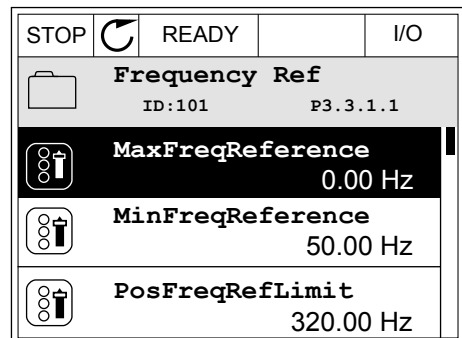 STOP READY I/O
Frequency Ref
ID:101 P3.3.1.1
MaxFreqReference
0.00 Hz
MinFreqReference
50.00 Hz
PosFreqRefLimit
320.00 Hz